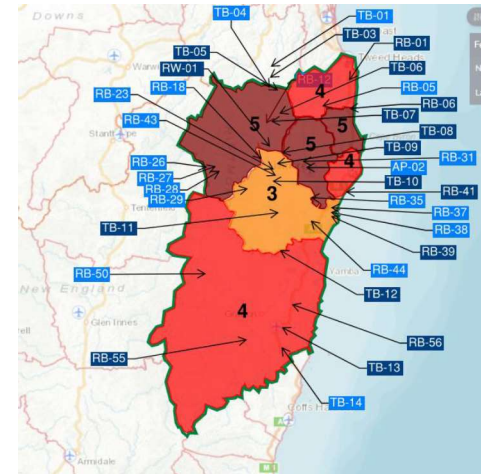 Downs
TB-04
TB-01
TB-03
TB-05
RB-01
Tweed Heads
RW-01
RB-12
4
TB-06
RB-18
RB-05
RB-23
RB-06
TB-07
RB-43
5
5
5
TB-08
TB-09
RB-31
4
AP-02
RB-26
RB-27
TB-10
RB-28
3
RB-41
RB-29
RB-35
RB-37
TB-11
RB-38
RB-39
RB-50
Yamba
RB-44
New England
TB-12
4
Glen Innes
RB-56
RB-55
TB-13
TB-14
Coffs Ha
A1
Armidale
M1